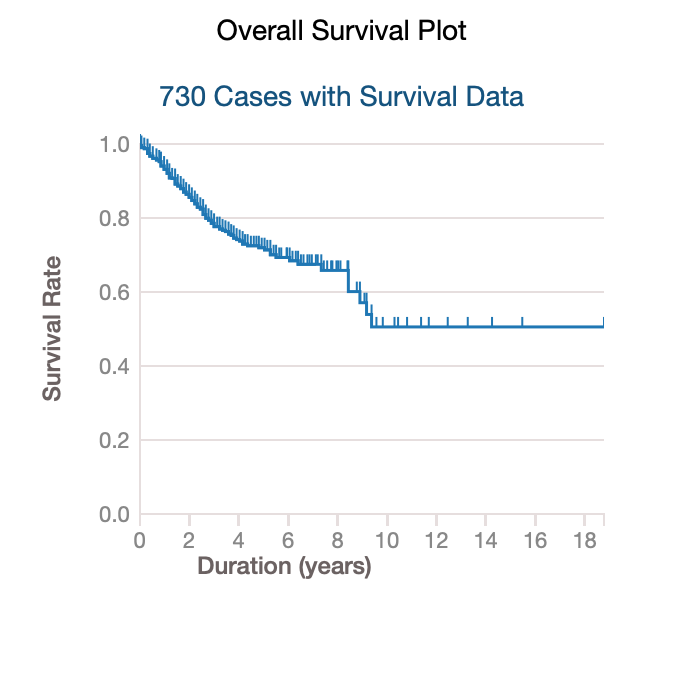 Overall Survival Plot
730 Cases with Survival Data
1.0
0.8
0.6
0.4
0.2
0.0
Survival Rate
0 2 4 6 8 10 12 14 16 18
Duration (years)